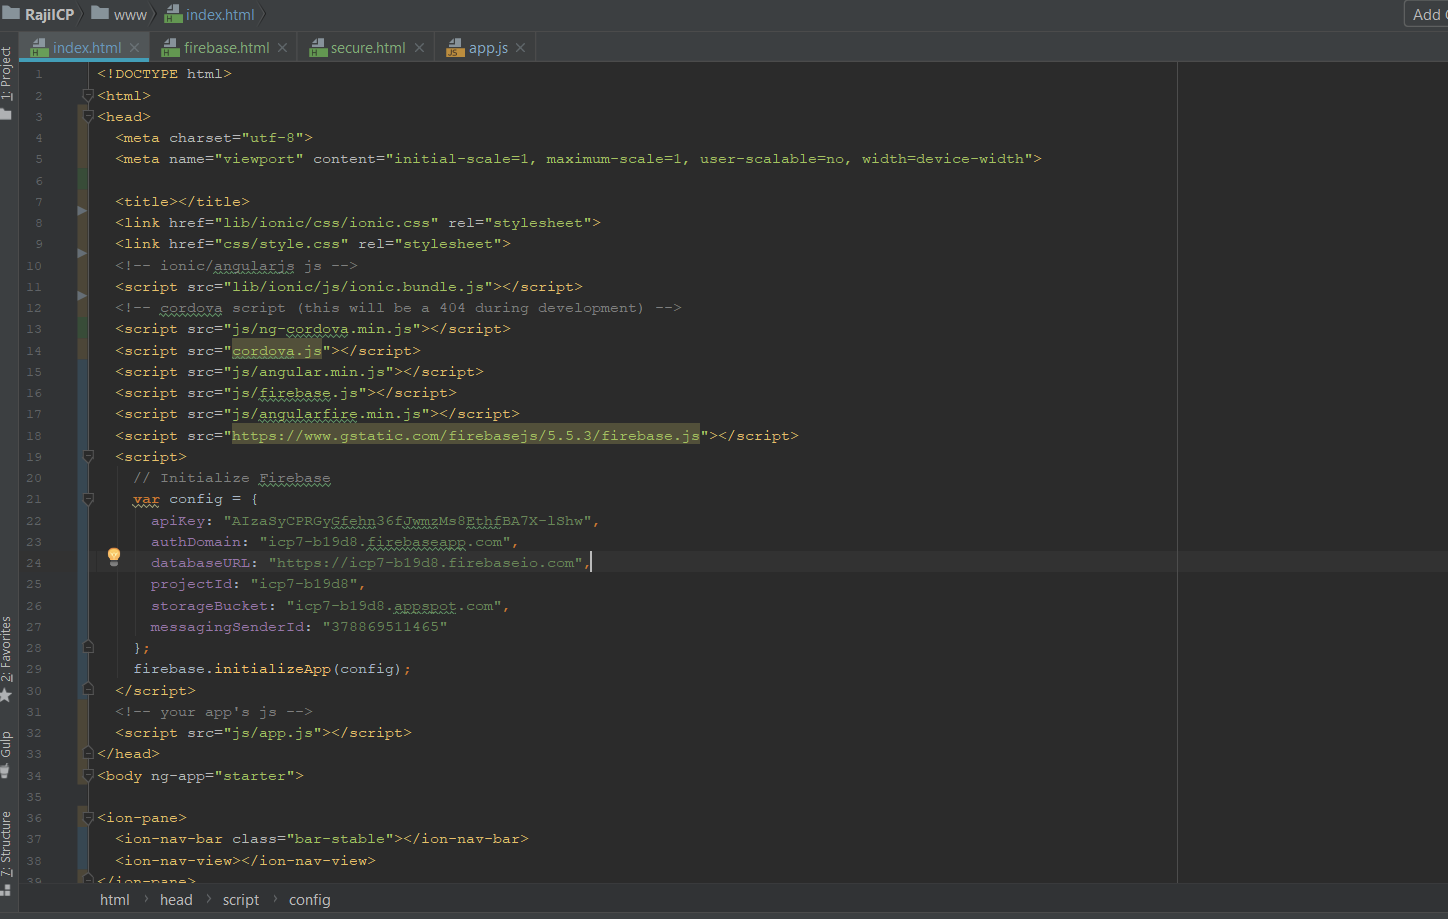 RajiICP www index.html Add
index.html firebase.html secure.html app.js
1: Project
2: Favorites
Gulp
7: Structure
1 <!DOCTYPE html>
2 <html>
3 <head>
4 <meta charset="utf-8">
5 <meta name="viewport" content="initial-scale=1, maximum-scale=1, user-scalable=no, width=device-width">
6
7 <title></title>
8 <link href="lib/ionic/css/ionic.css" rel="stylesheet">
9 <link href="css/style.css" rel="stylesheet">
10 <!-- ionic/angularjs js -->
11 <script src="lib/ionic/js/ionic.bundle.js"></script>
12 <!-- cordova script (this will be a 404 during development) -->
13 <script src="js/ng-cordova.min.js"></script>
14 <script src="cordova.js"></script>
15 <script src="js/angular.min.js"></script>
16 <script src="js/firebase.js"></script>
17 <script src="js/angularfire.min.js"></script>
18 <script src="https://www.gstatic.com/firebasejs/5.5.3/firebase.js"></script>
19 <script>
20 // Initialize Firebase
21 var config = {
22 apiKey: "AIzaSyCPRGyGfehn36fJwmzMs8EthfBA7X-lShw",
23 authDomain: "icp7-b19d8.firebaseapp.com",
24 databaseURL: "https://icp7-b19d8.firebaseio.com",
25 projectId: "icp7-b19d8",
26 storageBucket: "icp7-b19d8.appspot.com",
27 messagingSenderId: "378869511465"
28 };
29 firebase.initializeApp(config);
30 </script>
31 <!-- your app's js -->
32 <script src="js/app.js"></script>
33 </head>
34 <body ng-app="starter">
35
36 <ion-pane>
37 <ion-nav-bar class="bar-stable"></ion-nav-bar>
38 <ion-nav-view></ion-nav-view>
39 </ion-pane>
html head script config